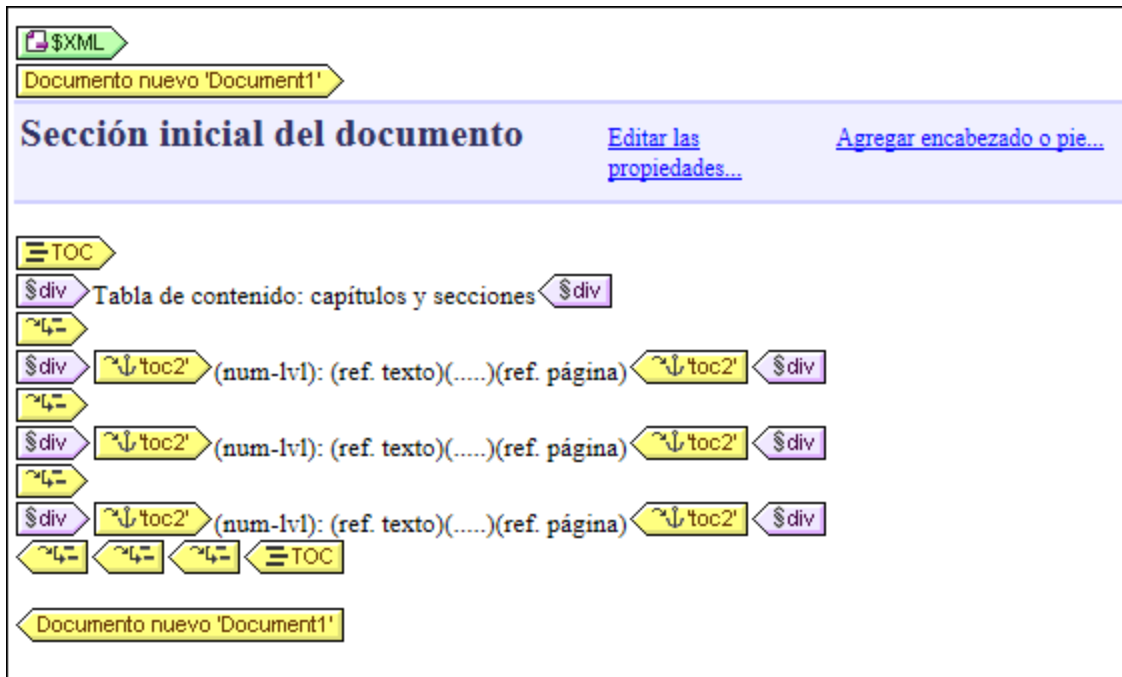 $XML
Documento nuevo 'Document1'
Sección inicial del documento Editar las propiedades... Agregar encabezado o pie...
TOC
§div Tabla de contenido: capítulos y secciones §div
§div 'toc2' (num-lvl): (ref. texto)(.....)(ref. página) 'toc2' §div
§div 'toc2' (num-lvl): (ref. texto)(.....)(ref. página) 'toc2' §div
§div 'toc2' (num-lvl): (ref. texto)(.....)(ref. página) 'toc2' §div
TOC
Documento nuevo 'Document1'